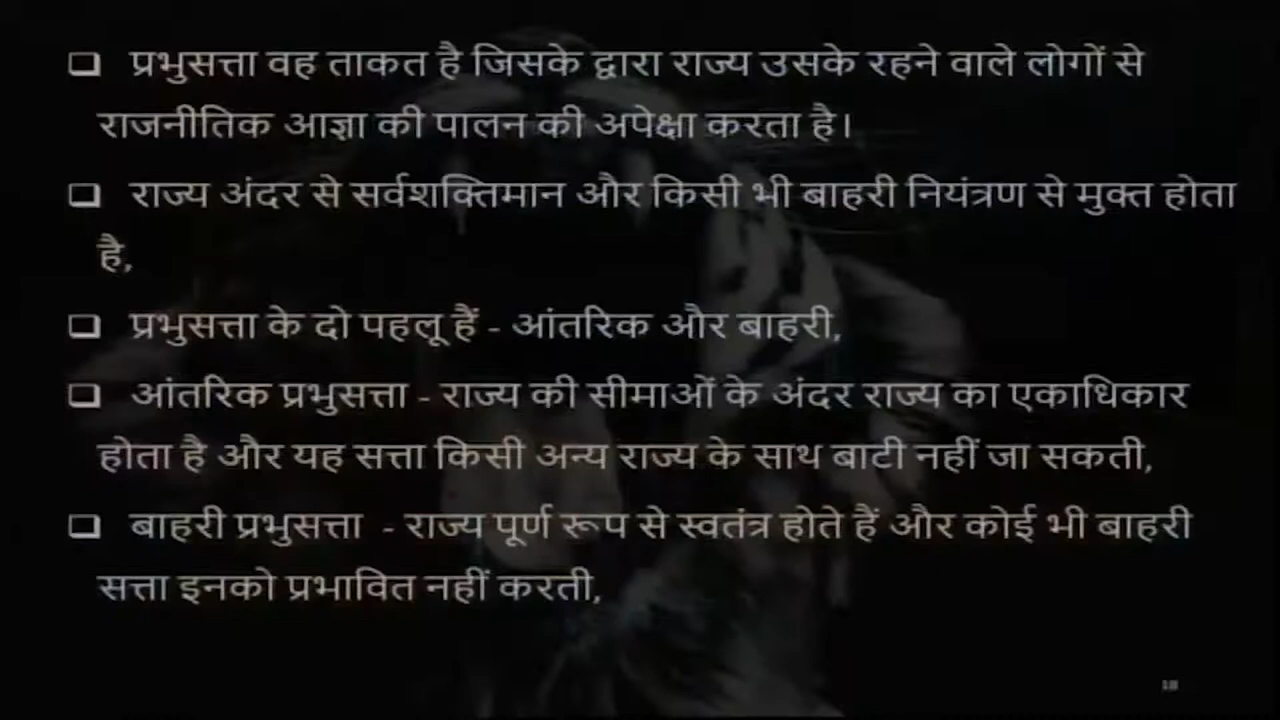 ❑ प्रभुसत्ता वह ताकत है जिसके द्वारा राज्य उसके रहने वाले लोगों से
राजनीतिक आज्ञा की पालन की अपेक्षा करता है।
❑ राज्य अंदर से सर्वशक्तिमान और किसी भी बाहरी नियंत्रण से मुक्त होता
है,
❑ प्रभुसत्ता के दो पहलू हैं - आंतरिक और बाहरी,
❑ आंतरिक प्रभुसत्ता - राज्य की सीमाओं के अंदर राज्य का एकाधिकार
होता है और यह सत्ता किसी अन्य राज्य के साथ बाटी नहीं जा सकती,
❑ बाहरी प्रभुसत्ता - राज्य पूर्ण रूप से स्वतंत्र होते हैं और कोई भी बाहरी
सत्ता इनको प्रभावित नहीं करती,
18